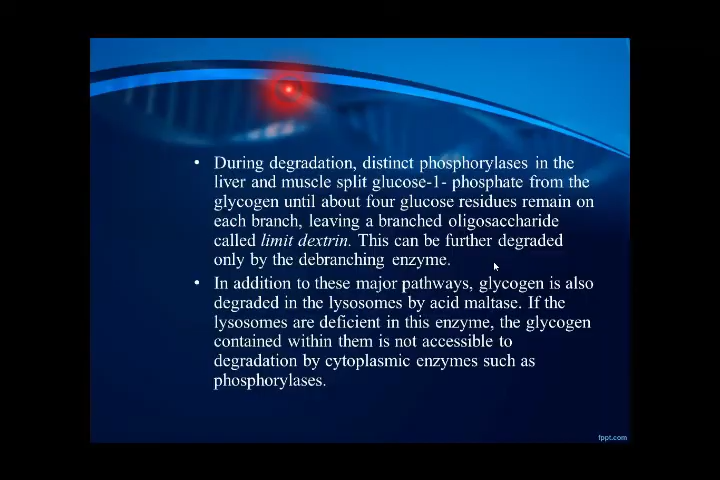 • During degradation, distinct phosphorylases in the
liver and muscle split glucose-1- phosphate from the
glycogen until about four glucose residues remain on
each branch, leaving a branched oligosaccharide
called limit dextrin. This can be further degraded
only by the debranching enzyme.
• In addition to these major pathways, glycogen is also
degraded in the lysosomes by acid maltase. If the
lysosomes are deficient in this enzyme, the glycogen
contained within them is not accessible to
degradation by cytoplasmic enzymes such as
phosphorylases.
fppt.com